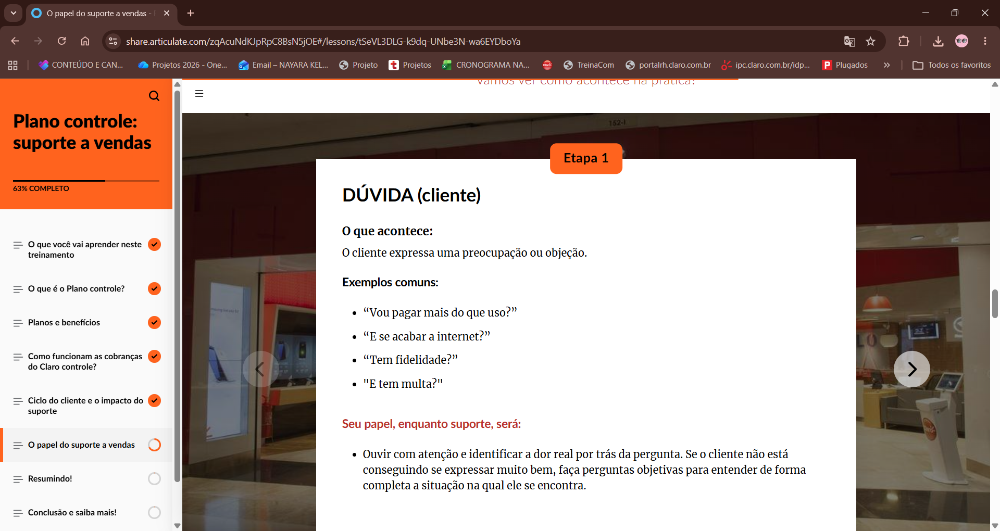 O papel do suporte a vendas -
share.articulate.com/zqAcuNdKJpRpC8BsN5jOE#/lessons/tSeVL3DLG-k9dq-UNbe3N-wa6EYDboYa
CONTEÚDO E CAN...
Projetos 2026 - One...
Email – NAYARA KEL...
Projeto
Projetos
CRONOGRAMA NA...
TreinaCom
portalrh.claro.com.br
ipc.claro.com.br/idp...
Plugados
Todos os favoritos
Plano controle:
suporte a vendas
63% COMPLETO
O que você vai aprender neste
treinamento
O que é o Plano controle?
Planos e benefícios
Como funcionam as cobranças
do Claro controle?
Ciclo do cliente e o impacto do
suporte
O papel do suporte a vendas
Resumindo!
Conclusão e saiba mais!
Vamos ver como acontece na prática!
152-I
Etapa 1
DÚVIDA (cliente)
O que acontece:
O cliente expressa uma preocupação ou objeção.
Exemplos comuns:
• “Vou pagar mais do que uso?”
• “E se acabar a internet?”
• “Tem fidelidade?”
• "E tem multa?"
Seu papel, enquanto suporte, será:
• Ouvir com atenção e identificar a dor real por trás da pergunta. Se o cliente não está
conseguindo se expressar muito bem, faça perguntas objetivas para entender de forma
completa a situação na qual ele se encontra.